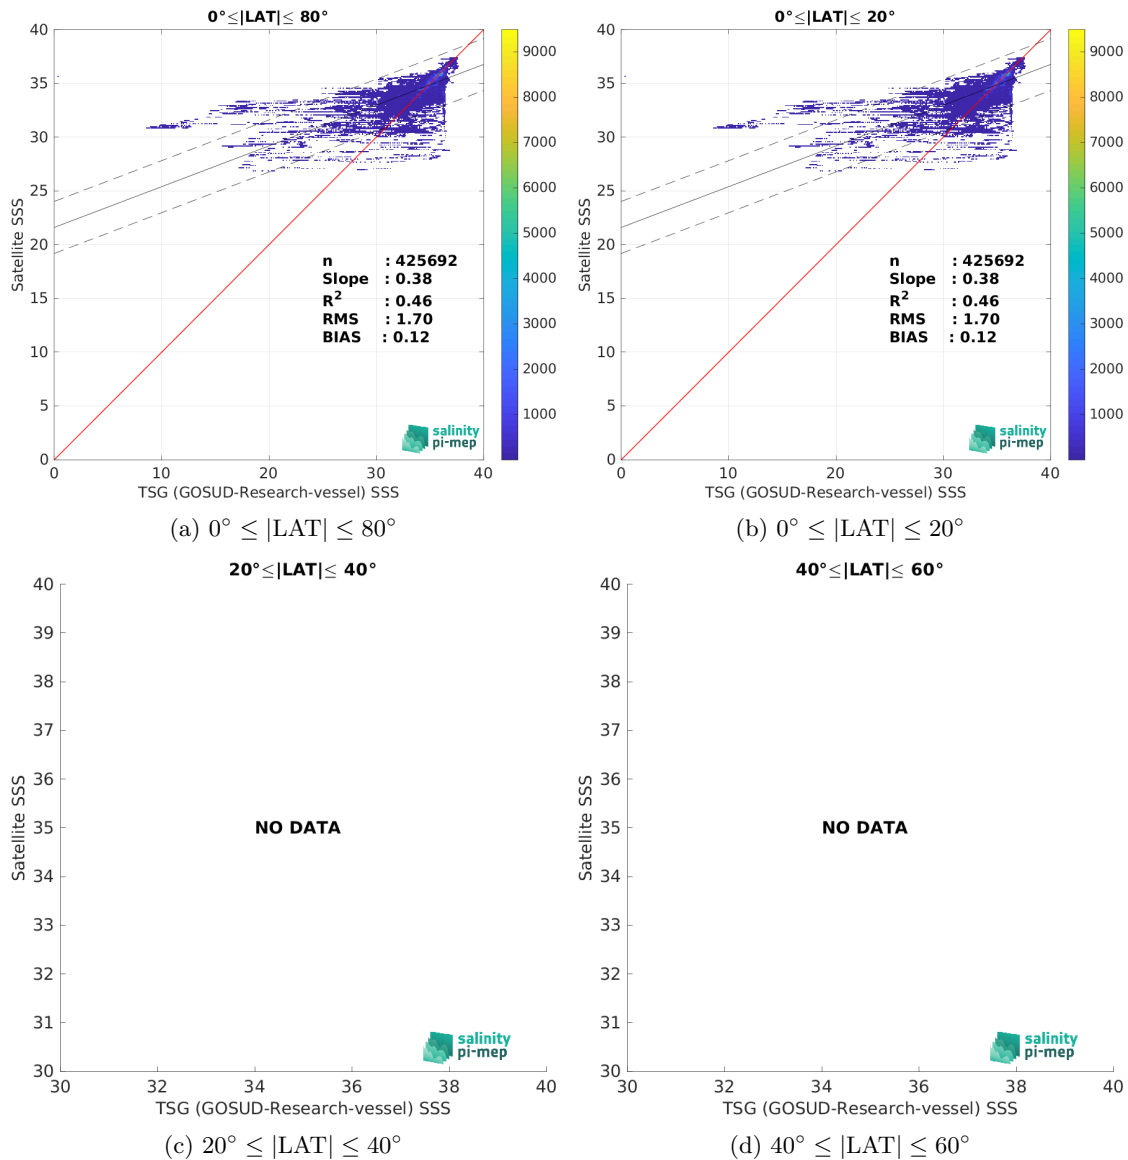 0°≤|LAT|≤ 80°
40
35
30
25
20
15
10
5
0
Satellite SSS
n : 425692
Slope : 0.38
R² : 0.46
RMS : 1.70
BIAS : 0.12
salinity
pi-mep
0 10 20 30 40
TSG (GOSUD-Research-vessel) SSS
9000
8000
7000
6000
5000
4000
3000
2000
1000
(a) 0° ≤ |LAT| ≤ 80°
0°≤|LAT|≤ 20°
40
35
30
25
20
15
10
5
0
Satellite SSS
n : 425692
Slope : 0.38
R² : 0.46
RMS : 1.70
BIAS : 0.12
salinity
pi-mep
0 10 20 30 40
TSG (GOSUD-Research-vessel) SSS
9000
8000
7000
6000
5000
4000
3000
2000
1000
(b) 0° ≤ |LAT| ≤ 20°
20°≤|LAT|≤ 40°
40
39
38
37
36
35
34
33
32
31
30
Satellite SSS
NO DATA
salinity
pi-mep
30 32 34 36 38 40
TSG (GOSUD-Research-vessel) SSS
(c) 20° ≤ |LAT| ≤ 40°
40°≤|LAT|≤ 60°
40
39
38
37
36
35
34
33
32
31
30
Satellite SSS
NO DATA
salinity
pi-mep
30 32 34 36 38 40
TSG (GOSUD-Research-vessel) SSS
(d) 40° ≤ |LAT| ≤ 60°